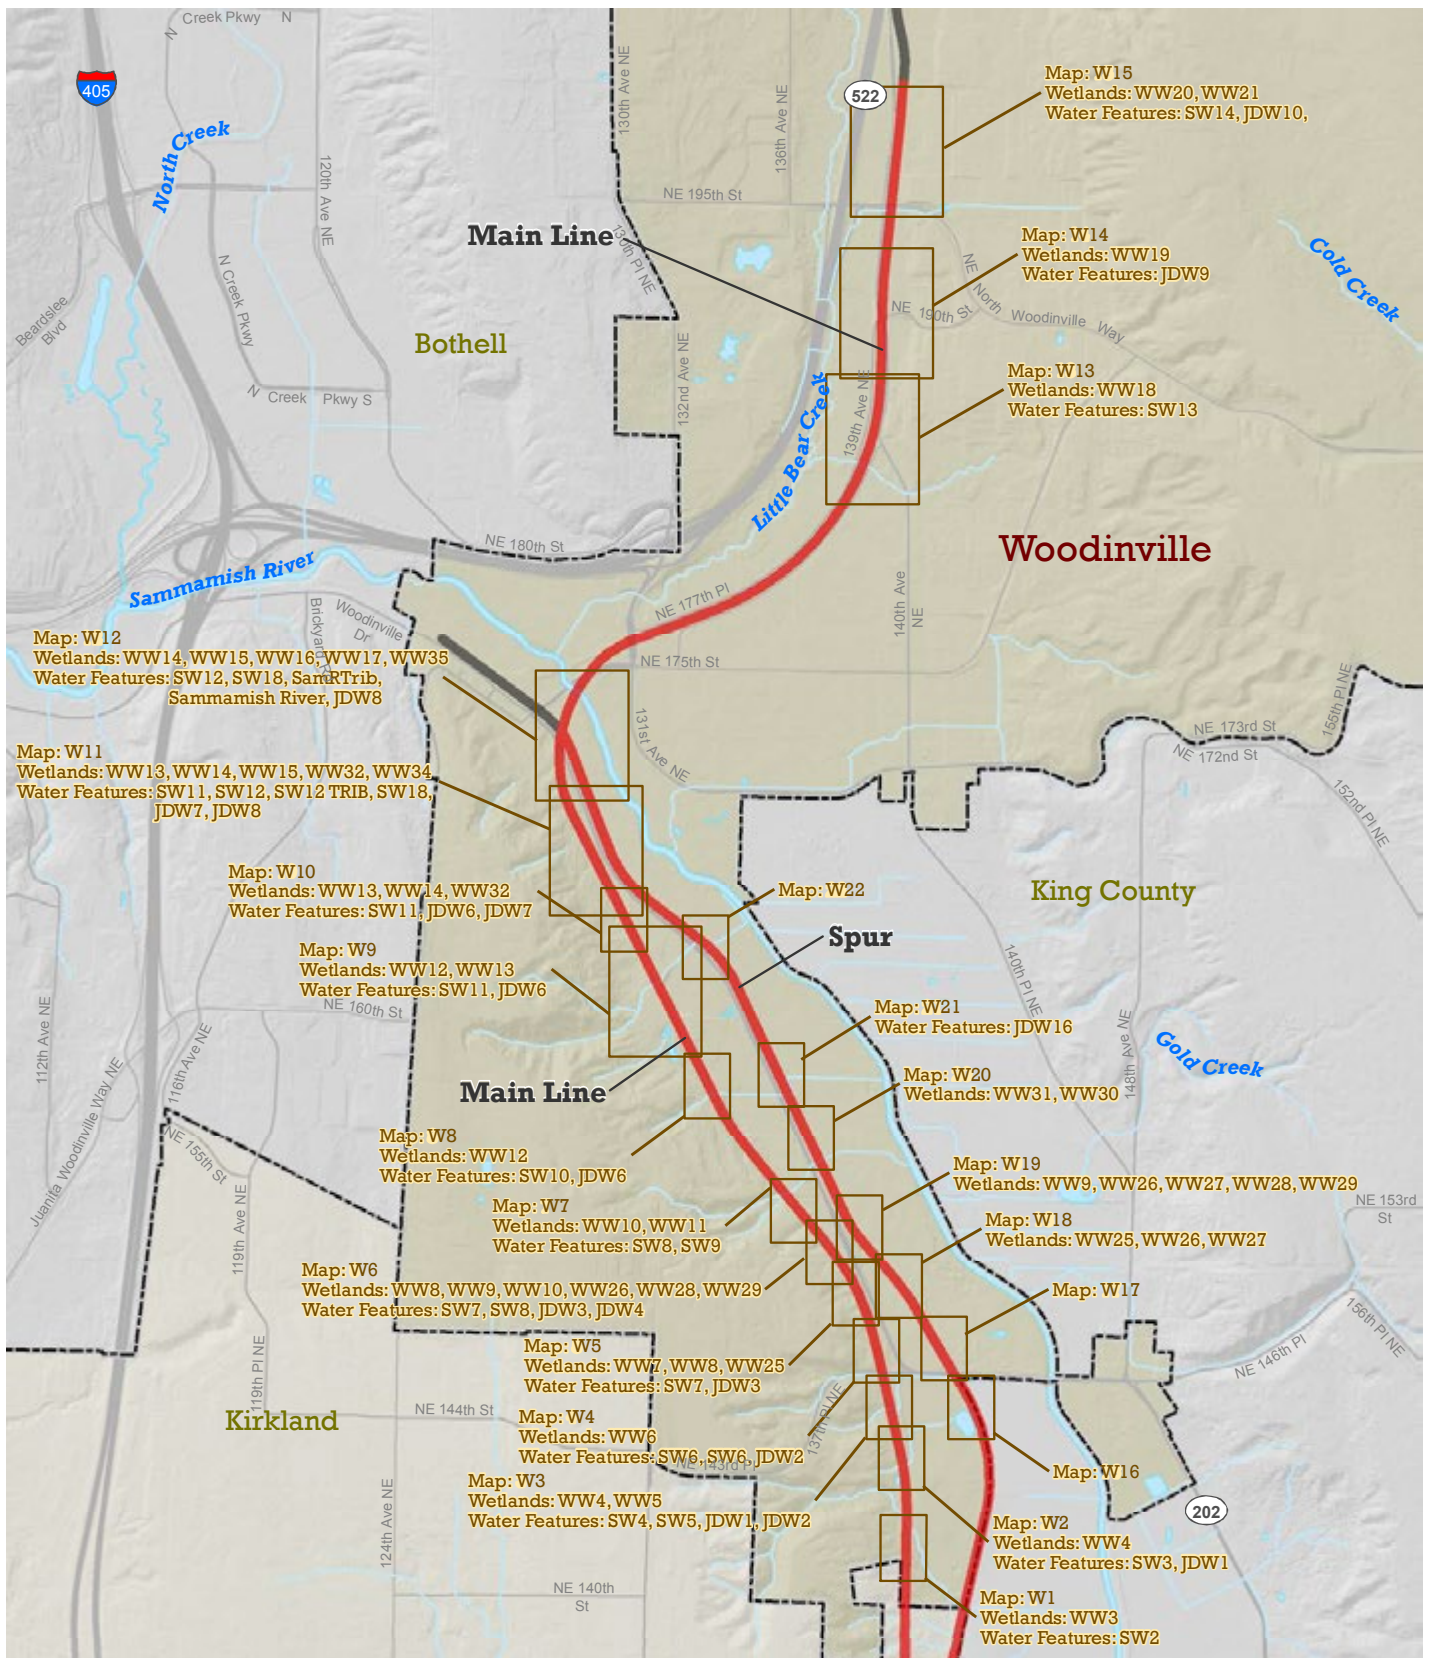 Creek Pkwy N
N
405
North Creek
120th Ave NE
130th Ave NE
136th Ave NE
522
Map: W15
Wetlands: WW20, WW21
Water Features: SW14, JDW10,
NE 195th St
Main Line
130th Pl NE
Map: W14
Wetlands: WW19
Water Features: JDW9
Cold Creek
NE North Woodinville Way
NE 190th St
N Creek Pkwy
Beardslee
Blvd
Bothell
132nd Ave NE
139th Ave NE
Little Bear Creek
Map: W13
Wetlands: WW18
Water Features: SW13
N Creek Pkwy S
NE 180th St
Woodinville
Sammamish River
NE 177th Pl
140th Ave
NE
Brickyard Rd
Woodinville
Dr
Map: W12
Wetlands: WW14, WW15, WW16, WW17, WW35
Water Features: SW12, SW18, SamRTrib,
Sammamish River, JDW8
NE 175th St
131st Ave NE
155th Pl NE
NE 173rd St
NE 172nd St
152nd Pl NE
Map: W11
Wetlands: WW13, WW14, WW15, WW32, WW34
Water Features: SW11, SW12, SW12 TRIB, SW18,
JDW7, JDW8
Map: W10
Wetlands: WW13, WW14, WW32
Water Features: SW11, JDW6, JDW7
Map: W22
King County
Spur
Map: W9
Wetlands: WW12, WW13
Water Features: SW11, JDW6
NE 160th St
140th Pl NE
Map: W21
Water Features: JDW16
112th Ave NE
116th Ave NE
148th Ave NE
Gold Creek
Juanita Woodinville Way NE
Main Line
Map: W20
Wetlands: WW31, WW30
NE 155th St
Map: W8
Wetlands: WW12
Water Features: SW10, JDW6
Map: W19
Wetlands: WW9, WW26, WW27, WW28, WW29
119th Ave NE
Map: W7
Wetlands: WW10, WW11
Water Features: SW8, SW9
NE 153rd
St
Map: W18
Wetlands: WW25, WW26, WW27
Map: W6
Wetlands: WW8, WW9, WW10, WW26, WW28, WW29
Water Features: SW7, SW8, JDW3, JDW4
Map: W17
156th Pl NE
NE 146th Pl
119th Pl NE
Map: W5
Wetlands: WW7, WW8, WW25
Water Features: SW7, JDW3
Kirkland
NE 144th St
137th Pl NE
Map: W4
Wetlands: WW6
Water Features: SW6, SW6, JDW2
NE 143rd Pl
Map: W16
Map: W3
Wetlands: WW4, WW5
Water Features: SW4, SW5, JDW1, JDW2
202
124th Ave NE
Map: W2
Wetlands: WW4
Water Features: SW3, JDW1
NE 140th
St
Map: W1
Wetlands: WW3
Water Features: SW2